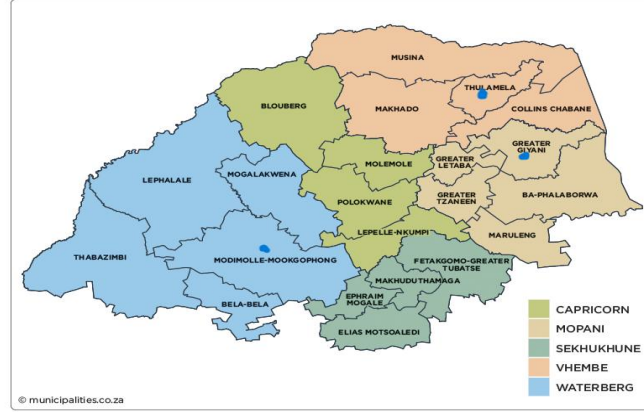 MUSINA
THULAMELA
BLOUBERG
MAKHADO
COLLINS CHABANE
MOLEMOLE
GREATER
LETABA
GREATER
GIYANI
LEPHALALE
MOGALAKWENA
POLOKWANE
GREATER
TZANEEN
BA-PHALABORWA
LEPELLE-NKUMPI
MARULENG
THABAZIMBI
MODIMOLLE-MOOKGOPHONG
FETAKGOMO-GREATER
TUBATSE
MAKHUDUTHAMAGA
BELA-BELA
EPHRAIM
MOGALE
ELIAS MOTSOALEDI
CAPRICORN
MOPANI
SEKHUKHUNE
VHEMBE
WATERBERG
© municipalities.co.za